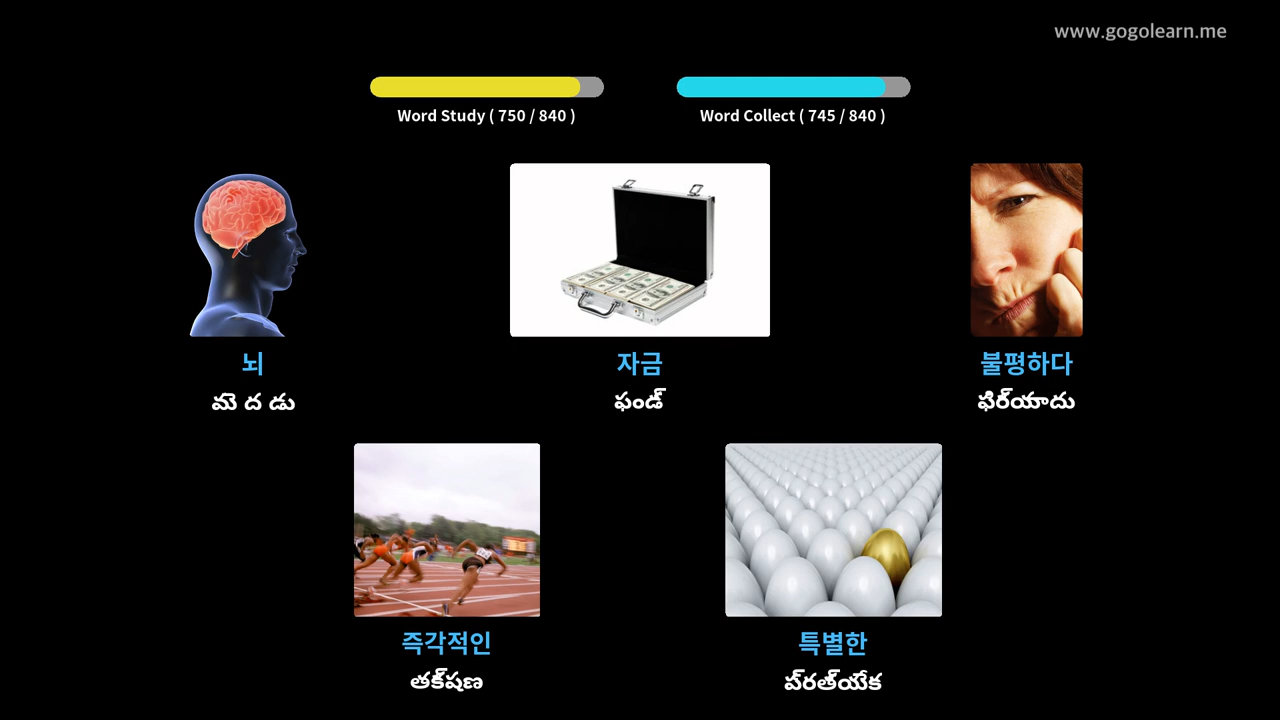 www.gogolearn.me
Word Study ( 750 / 840 )
Word Collect ( 745 / 840 )
뇌
మె ద డు
자금
ఫండ్
불평하다
ఫిర్యాదు
즉각적인
తక్షణ
특별한
ప్రత్యేక